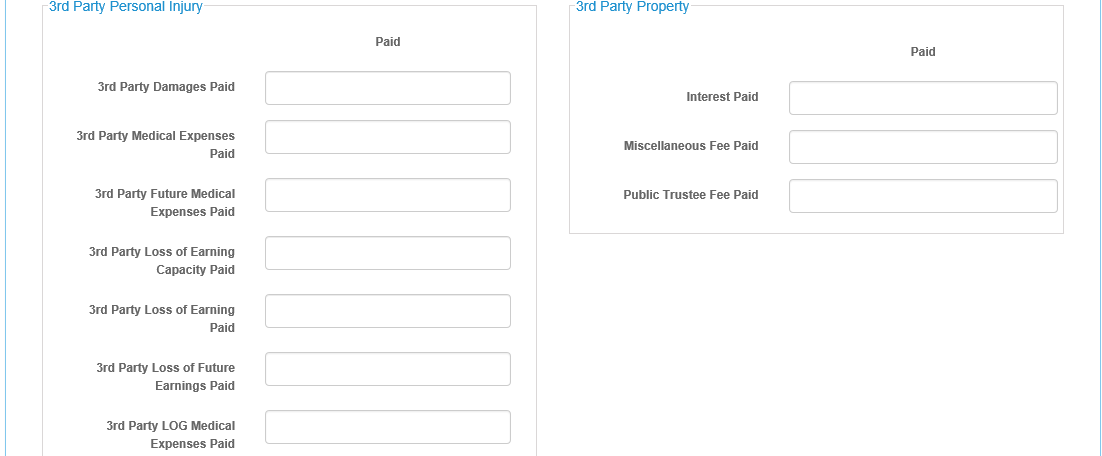 3rd Party Personal Injury
Paid
3rd Party Damages Paid
3rd Party Medical Expenses
Paid
3rd Party Future Medical
Expenses Paid
3rd Party Loss of Earning
Capacity Paid
3rd Party Loss of Earning
Paid
3rd Party Loss of Future
Earnings Paid
3rd Party LOG Medical
Expenses Paid
3rd Party Property
Paid
Interest Paid
Miscellaneous Fee Paid
Public Trustee Fee Paid